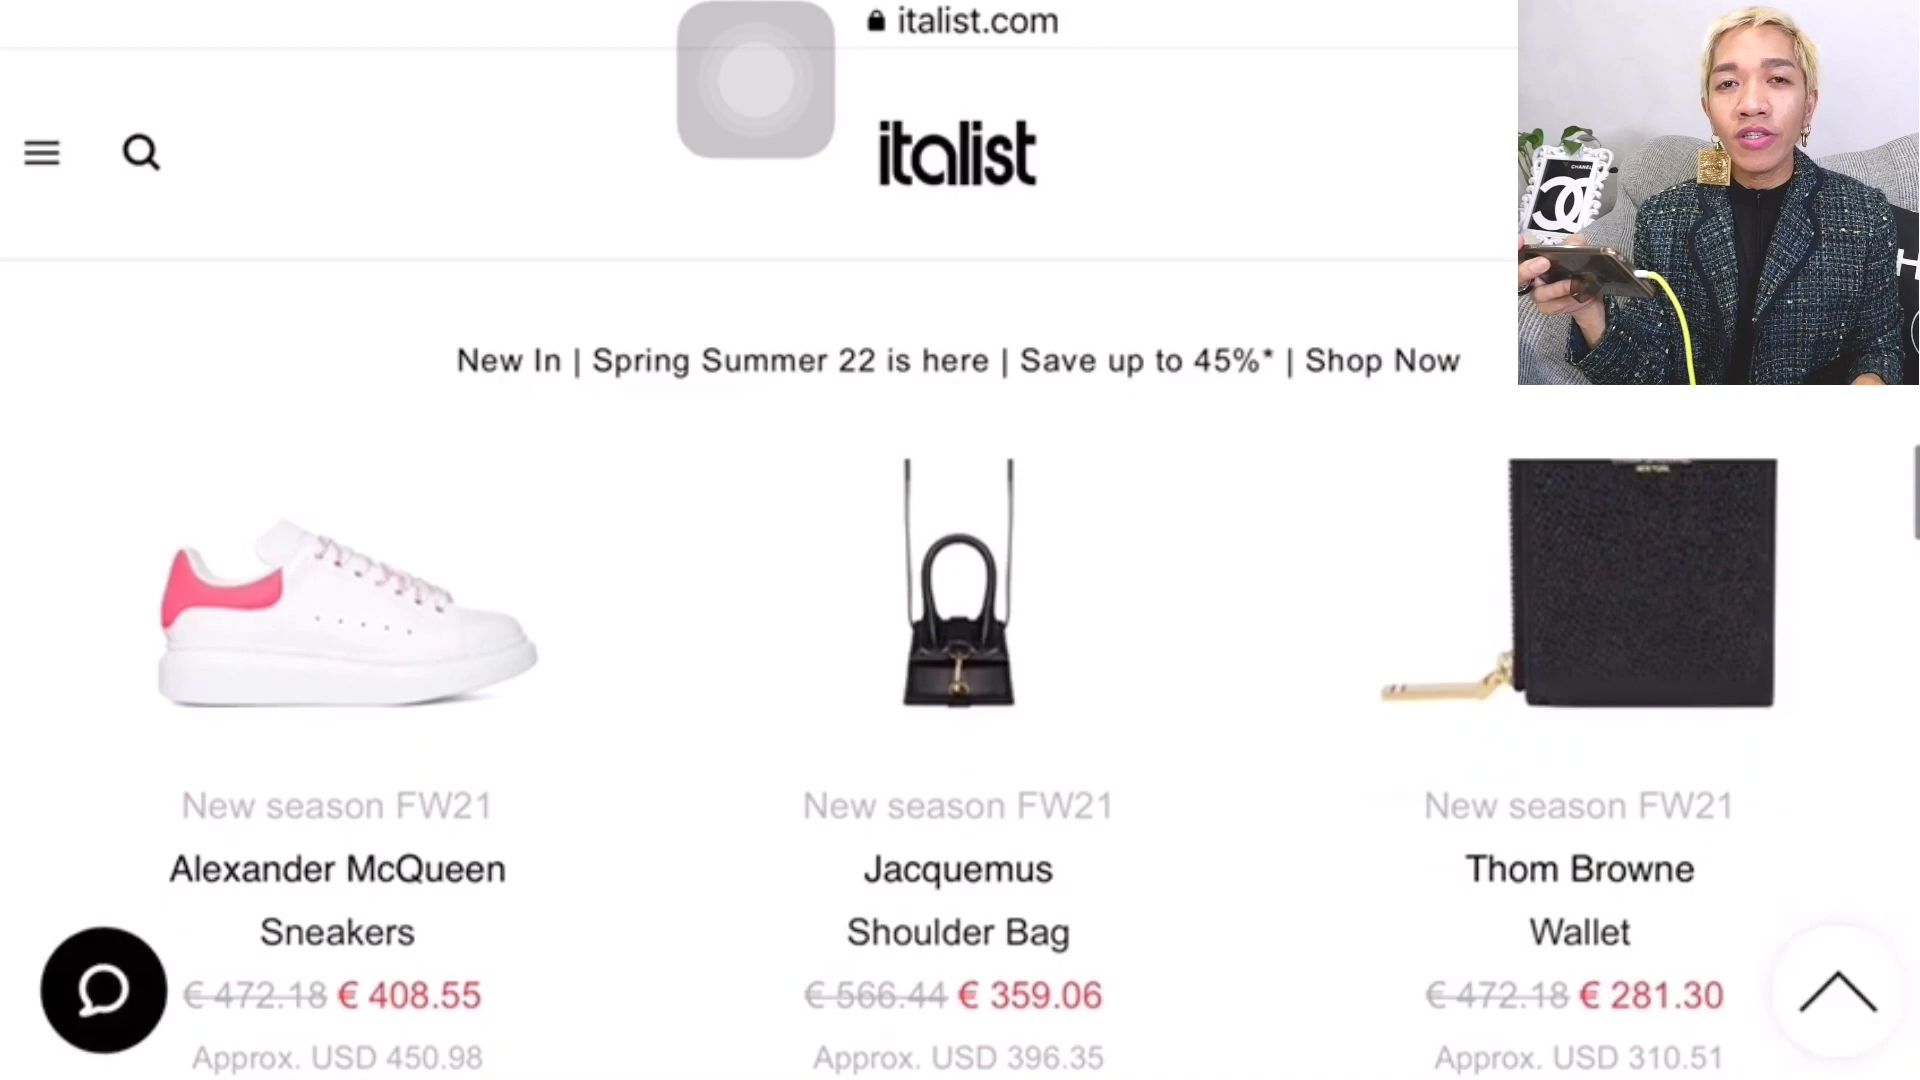 italist.com
italist
CHANEL
New In | Spring Summer 22 is here | Save up to 45%* | Shop Now
NEW YORK
New season FW21
Alexander McQueen
Sneakers
€ 472.18 € 408.55
Approx. USD 450.98
New season FW21
Jacquemus
Shoulder Bag
€ 566.44 € 359.06
Approx. USD 396.35
New season FW21
Thom Browne
Wallet
€ 472.18 € 281.30
Approx. USD 310.51